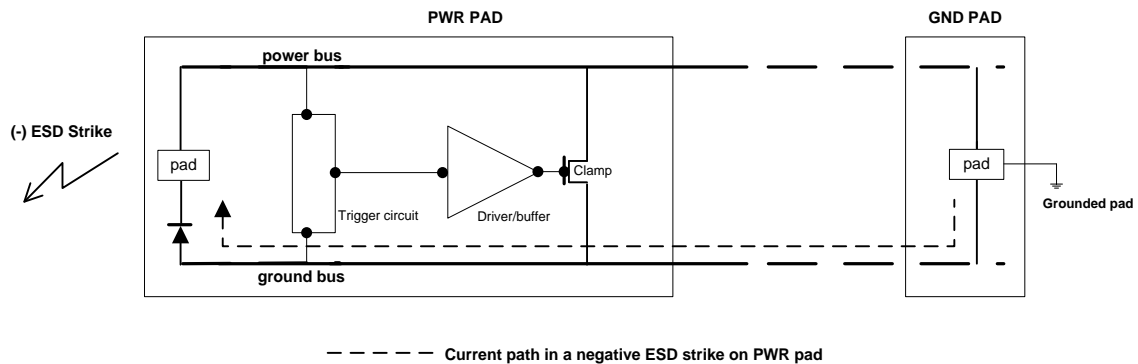 PWR PAD
GND PAD
power bus
(-) ESD Strike
pad
Clamp
pad
Trigger circuit
Driver/buffer
Grounded pad
ground bus
Current path in a negative ESD strike on PWR pad